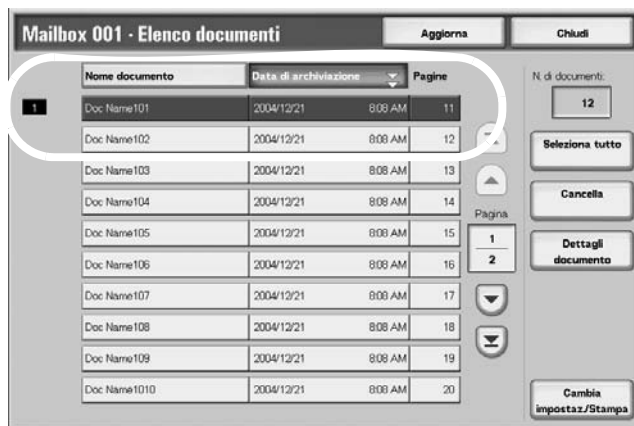 Mailbox 001 - Elenco documenti
Aggiorna
Chiudi
Nome documento
Data di archiviazione
Pagine
N. di documenti:
12
1
Doc Name101 2004/12/21 8:08 AM 11
Doc Name102 2004/12/21 8:08 AM 12
Doc Name103 2004/12/21 8:08 AM 13
Doc Name104 2004/12/21 8:08 AM 14
Doc Name105 2004/12/21 8:08 AM 15
Doc Name106 2004/12/21 8:08 AM 16
Doc Name107 2004/12/21 8:08 AM 17
Doc Name108 2004/12/21 8:08 AM 18
Doc Name109 2004/12/21 8:08 AM 19
Doc Name1010 2004/12/21 8:08 AM 20
Pagina
1
2
Seleziona tutto
Cancella
Dettagli
documento
Cambia
impostaz./Stampa